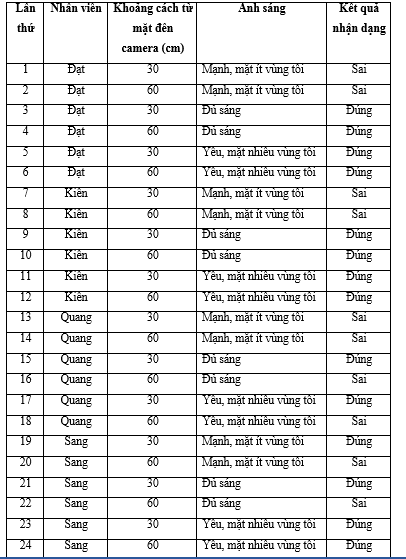 Lần thứ Nhân viên Khoảng cách từ mặt đến camera (cm) Ánh sáng Kết quả nhận dạng
1 Đạt 30 Mạnh, mặt ít vùng tối Sai
2 Đạt 60 Mạnh, mặt ít vùng tối Sai
3 Đạt 30 Đủ sáng Đúng
4 Đạt 60 Đủ sáng Đúng
5 Đạt 30 Yếu, mặt nhiều vùng tối Đúng
6 Đạt 60 Yếu, mặt nhiều vùng tối Đúng
7 Kiên 30 Mạnh, mặt ít vùng tối Sai
8 Kiên 60 Mạnh, mặt ít vùng tối Sai
9 Kiên 30 Đủ sáng Đúng
10 Kiên 60 Đủ sáng Đúng
11 Kiên 30 Yếu, mặt nhiều vùng tối Đúng
12 Kiên 60 Yếu, mặt nhiều vùng tối Đúng
13 Quang 30 Mạnh, mặt ít vùng tối Sai
14 Quang 60 Mạnh, mặt ít vùng tối Sai
15 Quang 30 Đủ sáng Đúng
16 Quang 60 Đủ sáng Sai
17 Quang 30 Yếu, mặt nhiều vùng tối Đúng
18 Quang 60 Yếu, mặt nhiều vùng tối Sai
19 Sang 30 Mạnh, mặt ít vùng tối Đúng
20 Sang 60 Mạnh, mặt ít vùng tối Sai
21 Sang 30 Đủ sáng Đúng
22 Sang 60 Đủ sáng Sai
23 Sang 30 Yếu, mặt nhiều vùng tối Đúng
24 Sang 60 Yếu, mặt nhiều vùng tối Đúng